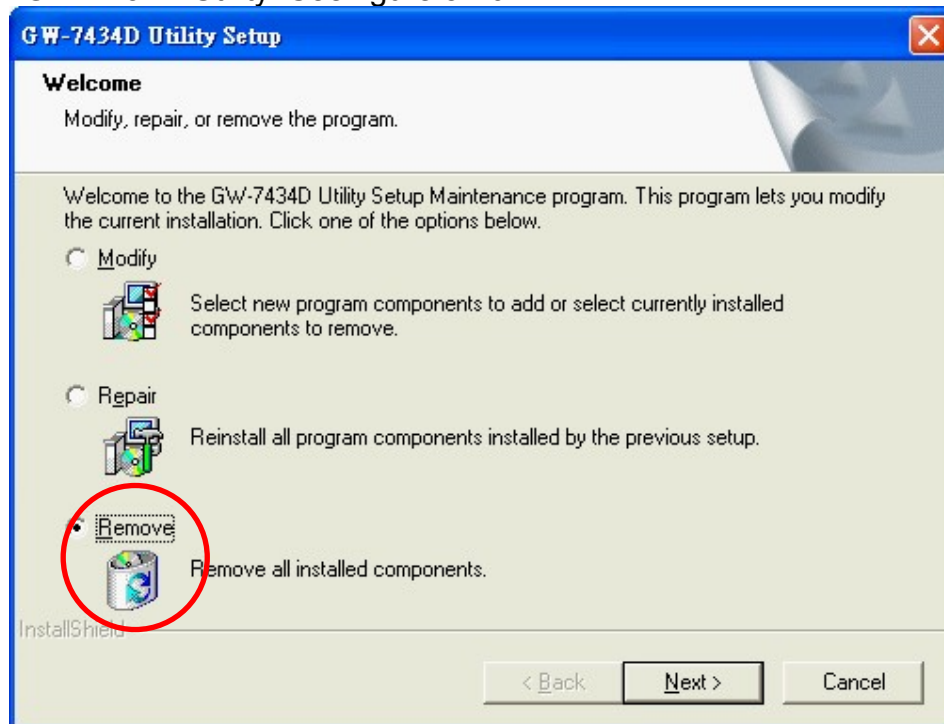 GW-7434D Utility Setup
Welcome
Modify, repair, or remove the program.
Welcome to the GW-7434D Utility Setup Maintenance program. This program lets you modify
the current installation. Click one of the options below.
Modify
Select new program components to add or select currently installed
components to remove.
Repair
Reinstall all program components installed by the previous setup.
Remove
Remove all installed components.
InstallShield
< Back
Next >
Cancel